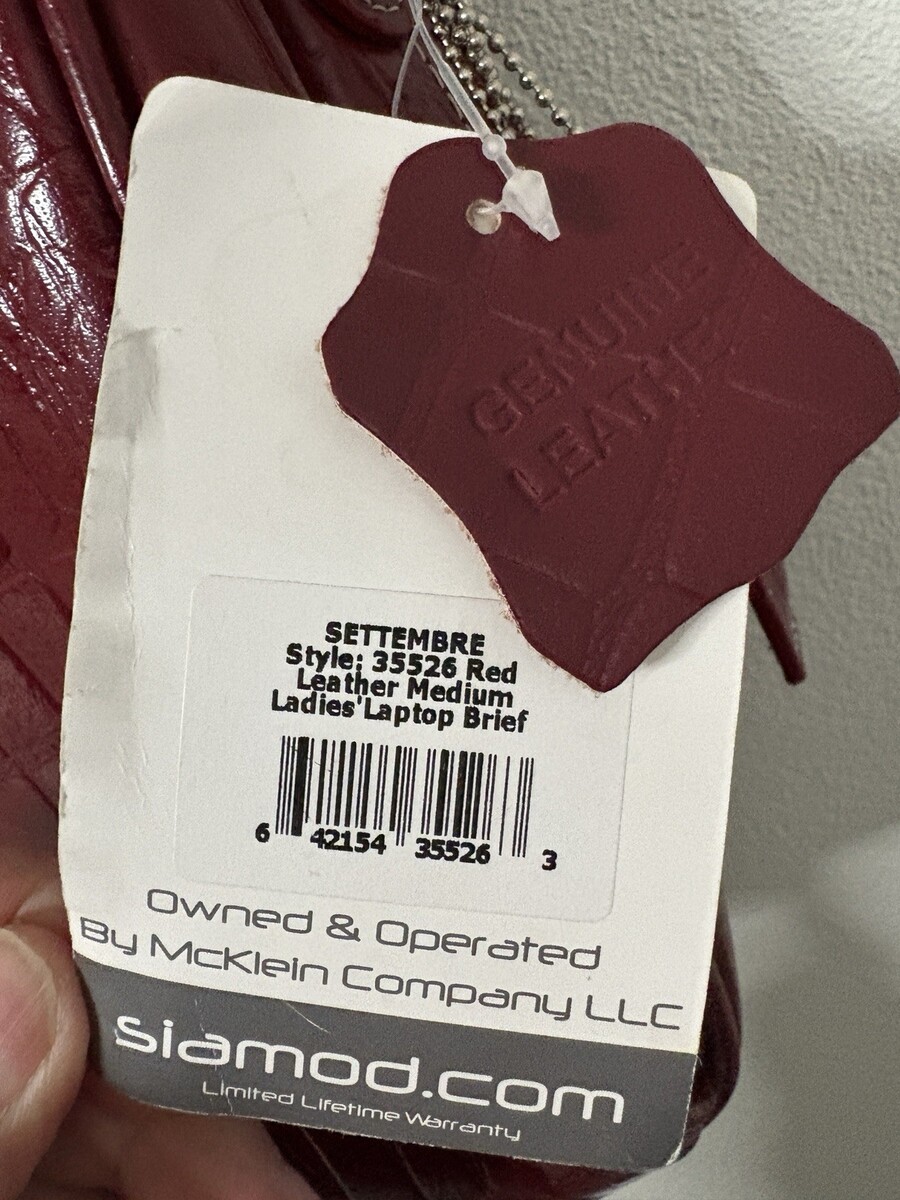 GENUINE
LEATHE
SETTEMBRE
Style: 35526 Red
Leather Medium
Ladies'Laptop Brief
6 42154 35526 3
Owned & Operated
By McKlein Company LLC
siamod.com
Limited Lifetime Warranty